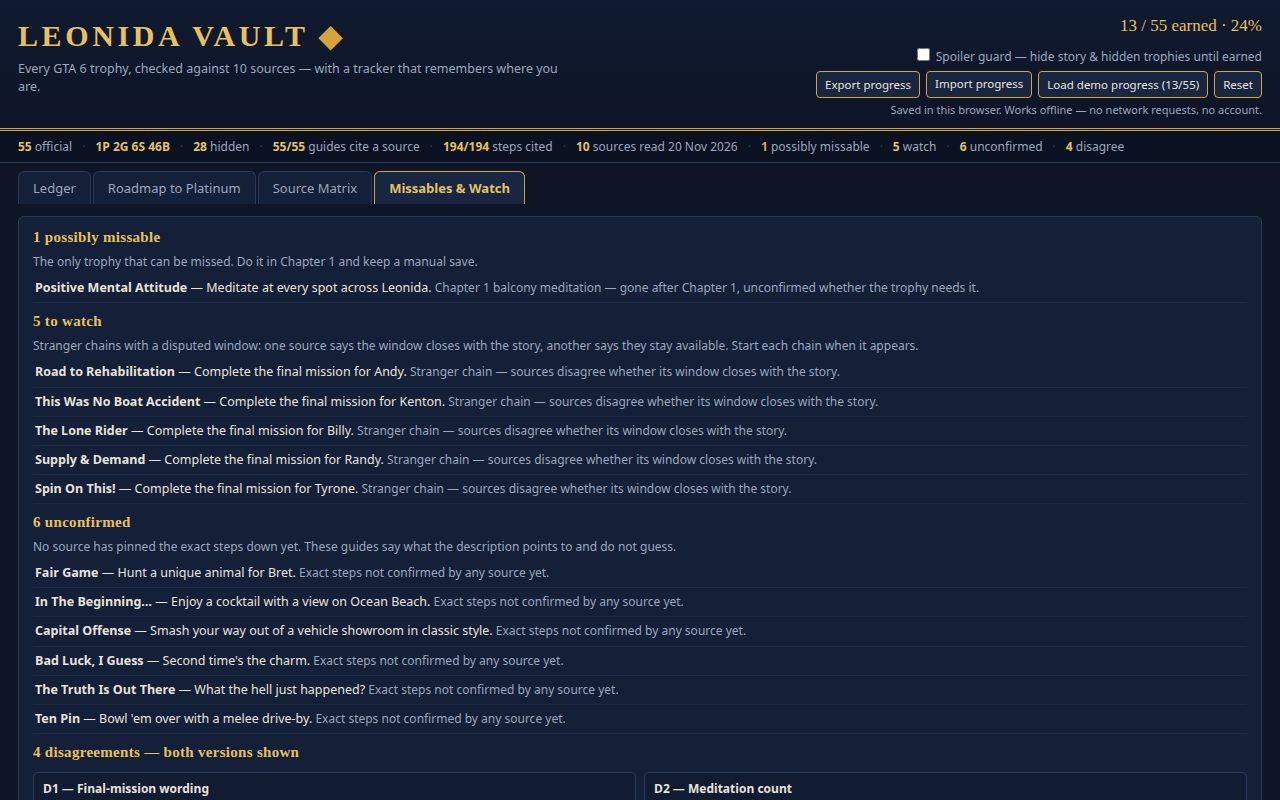 LEONIDA VAULT ◆
Every GTA 6 trophy, checked against 10 sources — with a tracker that remembers where you
are.
13 / 55 earned · 24%
Spoiler guard — hide story & hidden trophies until earned
Export progress Import progress Load demo progress (13/55) Reset
Saved in this browser. Works offline — no network requests, no account.
55 official · 1P 2G 6S 46B · 28 hidden · 55/55 guides cite a source · 194/194 steps cited · 10 sources read 20 Nov 2026 · 1 possibly missable · 5 watch · 6 unconfirmed · 4 disagree
Ledger Roadmap to Platinum Source Matrix Missables & Watch
1 possibly missable
The only trophy that can be missed. Do it in Chapter 1 and keep a manual save.
Positive Mental Attitude — Meditate at every spot across Leonida. Chapter 1 balcony meditation — gone after Chapter 1, unconfirmed whether the trophy needs it.
5 to watch
Stranger chains with a disputed window: one source says the window closes with the story, another says they stay available. Start each chain when it appears.
Road to Rehabilitation — Complete the final mission for Andy. Stranger chain — sources disagree whether its window closes with the story.
This Was No Boat Accident — Complete the final mission for Kenton. Stranger chain — sources disagree whether its window closes with the story.
The Lone Rider — Complete the final mission for Billy. Stranger chain — sources disagree whether its window closes with the story.
Supply & Demand — Complete the final mission for Randy. Stranger chain — sources disagree whether its window closes with the story.
Spin On This! — Complete the final mission for Tyrone. Stranger chain — sources disagree whether its window closes with the story.
6 unconfirmed
No source has pinned the exact steps down yet. These guides say what the description points to and do not guess.
Fair Game — Hunt a unique animal for Bret. Exact steps not confirmed by any source yet.
In The Beginning... — Enjoy a cocktail with a view on Ocean Beach. Exact steps not confirmed by any source yet.
Capital Offense — Smash your way out of a vehicle showroom in classic style. Exact steps not confirmed by any source yet.
Bad Luck, I Guess — Second time's the charm. Exact steps not confirmed by any source yet.
The Truth Is Out There — What the hell just happened? Exact steps not confirmed by any source yet.
Ten Pin — Bowl 'em over with a melee drive-by. Exact steps not confirmed by any source yet.
4 disagreements — both versions shown
D1 — Final-mission wording
D2 — Meditation count